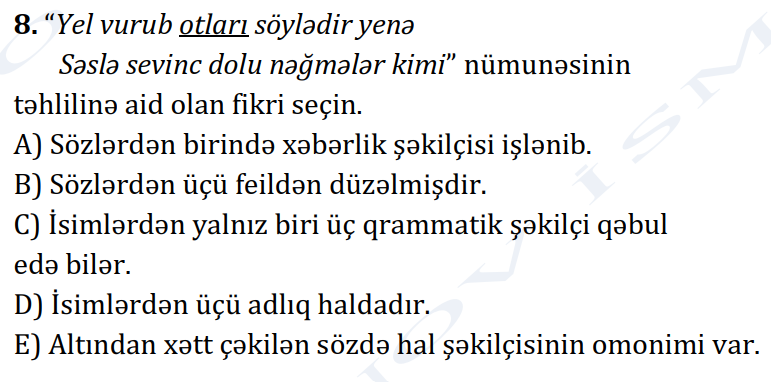 8. “Yel vurub otları söylədir yenə
Səslə sevinc dolu nəğmələr kimi” nümunəsinin
təhlilinə aid olan fikri seçin.
A) Sözlərdən birində xəbərlik şəkilçisi işlənib.
B) Sözlərdən üçü feildən düzəlmişdir.
C) İsimlərdən yalnız biri üç qrammatik şəkilçi qəbul
edə bilər.
D) İsimlərdən üçü adlıq haldadır.
E) Altından xətt çəkilən sözdə hal şəkilçisinin omonimi var.